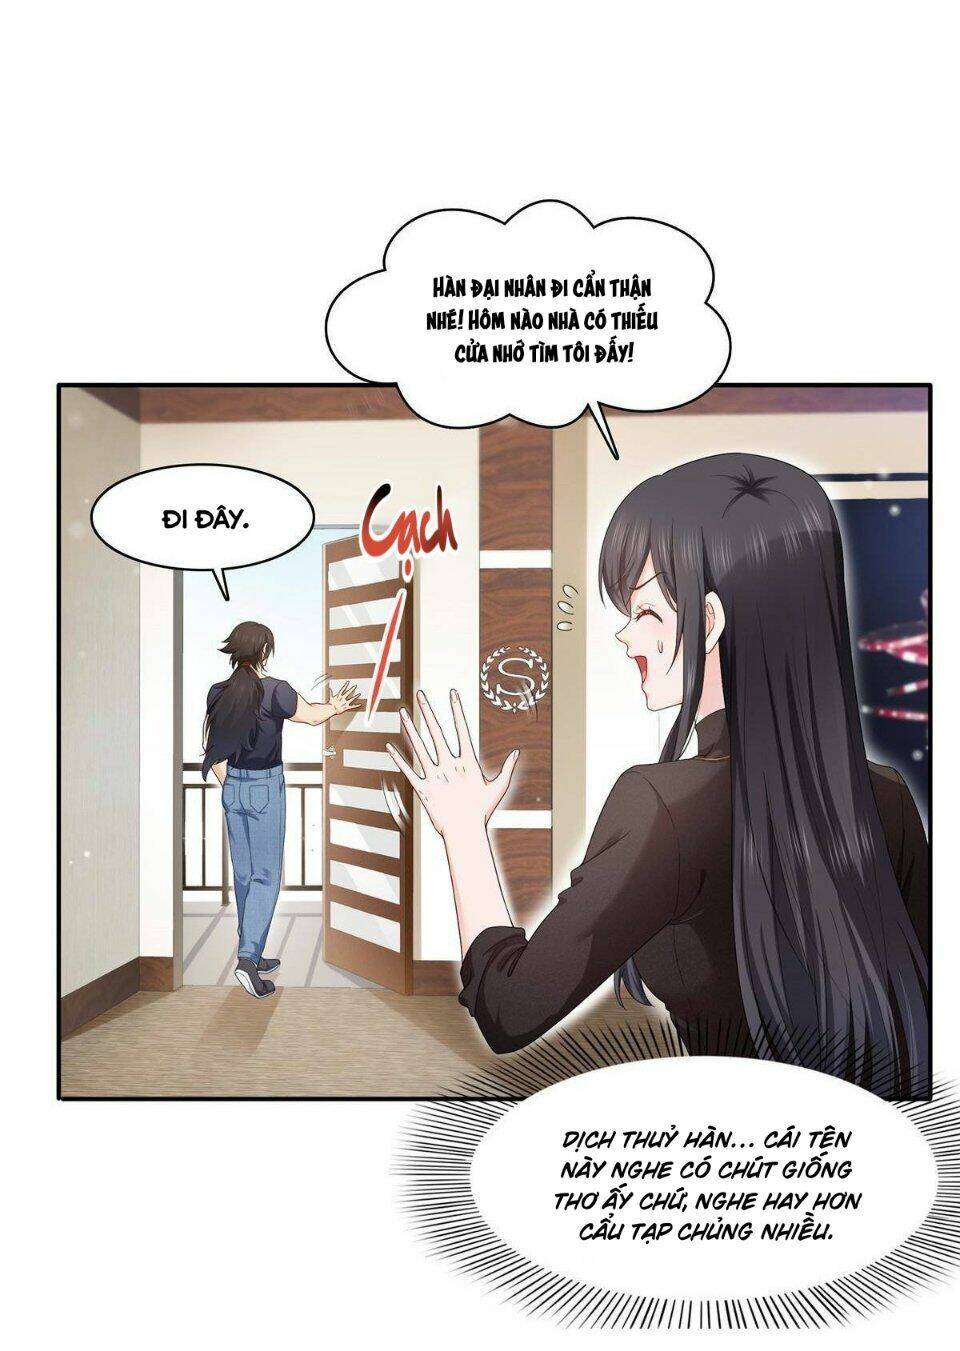 HÀN ĐẠI NHÂN ĐI CẨN THẬN
NHÉ! HÔM NÀO NHÀ CÓ THIẾU
CỬA NHỚ TÌM TÔI ĐẤY!
ĐI ĐÂY.
Cạch
S
DỊCH THUỶ HÀN... CÁI TÊN
NÀY NGHE CÓ CHÚT GIỐNG
THƠ ẤY CHỨ, NGHE HAY HƠN
CẨU TẠP CHỦNG NHIỀU.